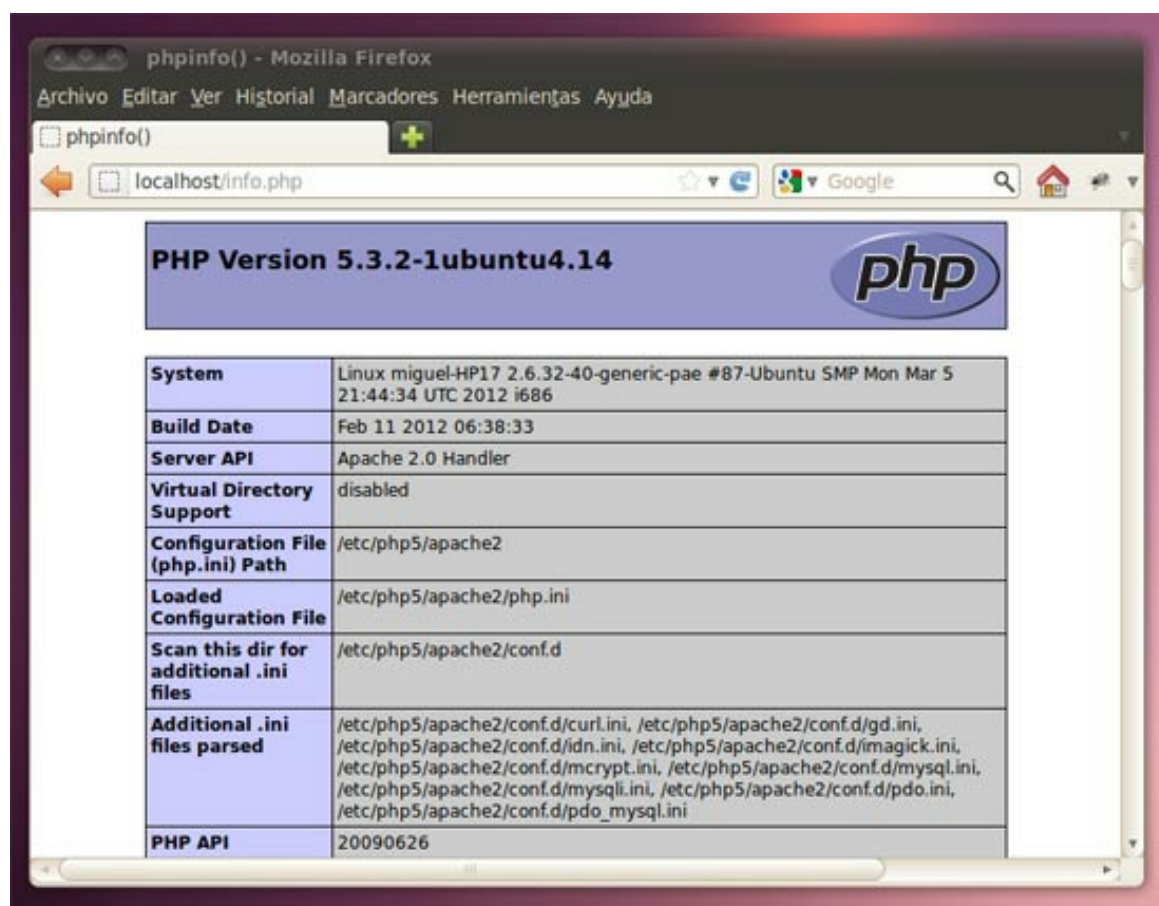 phpinfo() - Mozilla Firefox
Archivo Editar Ver Historial Marcadores Herramientas Ayuda
phpinfo()
localhost/info.php
Google
PHP Version 5.3.2-1ubuntu4.14
php
System
Linux miguel-HP17 2.6.32-40-generic-pae #87-Ubuntu SMP Mon Mar 5
21:44:34 UTC 2012 i686
Build Date
Feb 11 2012 06:38:33
Server API
Apache 2.0 Handler
Virtual Directory
Support
disabled
Configuration File
(php.ini) Path
/etc/php5/apache2
Loaded
Configuration File
/etc/php5/apache2/php.ini
Scan this dir for
additional .ini
files
/etc/php5/apache2/conf.d
Additional .ini
files parsed
/etc/php5/apache2/conf.d/curl.ini, /etc/php5/apache2/conf.d/gd.ini,
/etc/php5/apache2/conf.d/idn.ini, /etc/php5/apache2/conf.d/imagick.ini,
/etc/php5/apache2/conf.d/mcrypt.ini, /etc/php5/apache2/conf.d/mysql.ini,
/etc/php5/apache2/conf.d/mysqli.ini, /etc/php5/apache2/conf.d/pdo.ini,
/etc/php5/apache2/conf.d/pdo_mysql.ini
PHP API
20090626